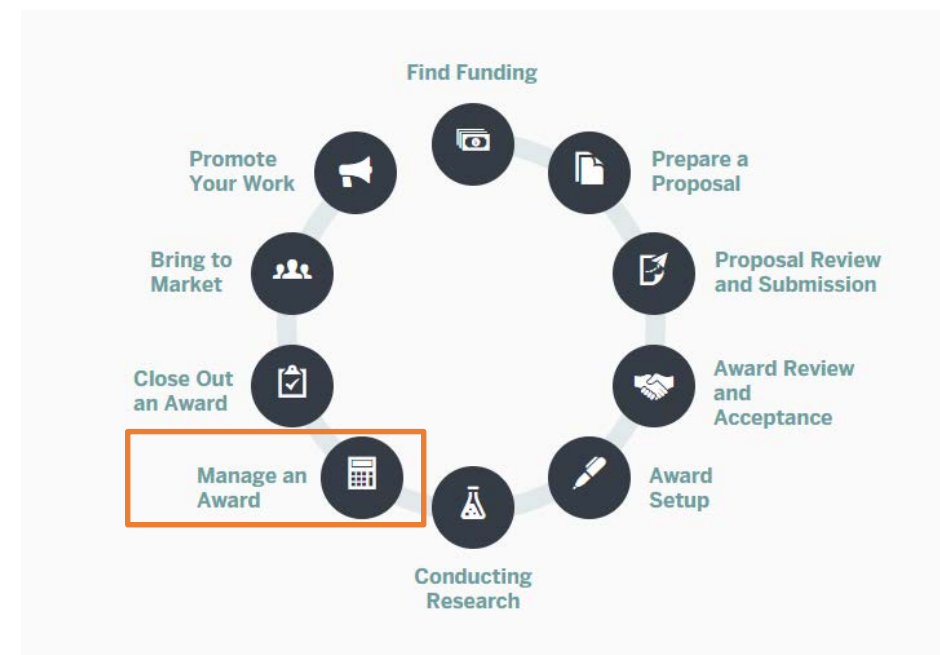 Find Funding
Prepare a
Proposal
Proposal Review
and Submission
Award Review
and
Acceptance
Award
Setup
Conducting
Research
Manage an
Award
Close Out
an Award
Bring to
Market
Promote
Your Work